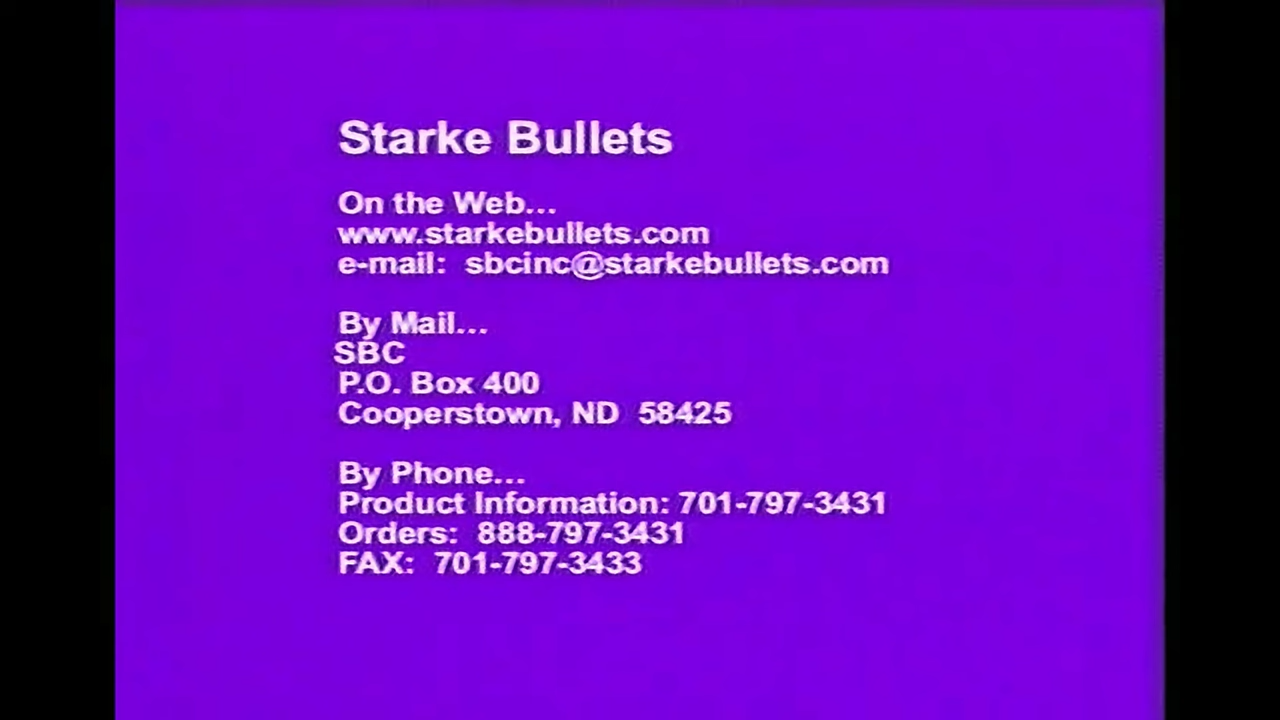 Starke Bullets
On the Web...
www.starkebullets.com
e-mail:  sbcinc@starkebullets.com
By Mail...
SBC
P.O. Box 400
Cooperstown, ND  58425
By Phone...
Product Information: 701-797-3431
Orders:  888-797-3431
FAX:  701-797-3433